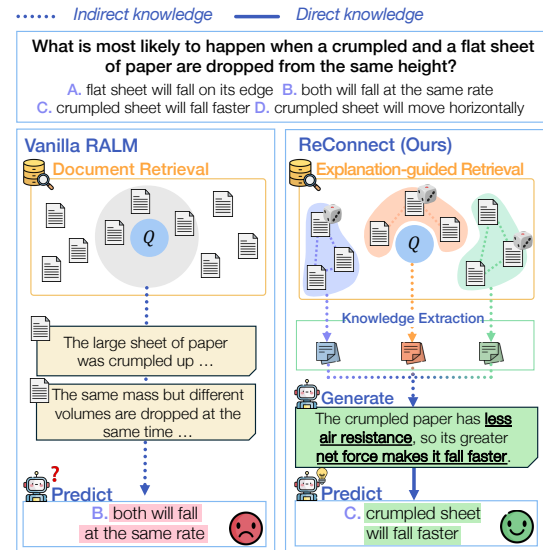 Indirect knowledge Direct knowledge
What is most likely to happen when a crumpled and a flat sheet
of paper are dropped from the same height?
A. flat sheet will fall on its edge B. both will fall at the same rate
C. crumpled sheet will fall faster D. crumpled sheet will move horizontally
Vanilla RALM
Document Retrieval
Q
The large sheet of paper
was crumpled up …
The same mass but different
volumes are dropped at the
same time …
?
Predict
B. both will fall
at the same rate
ReConnect (Ours)
Explanation-guided Retrieval
Q
Knowledge Extraction
Generate
The crumpled paper has less
air resistance, so its greater
net force makes it fall faster.
Predict
C. crumpled sheet
will fall faster